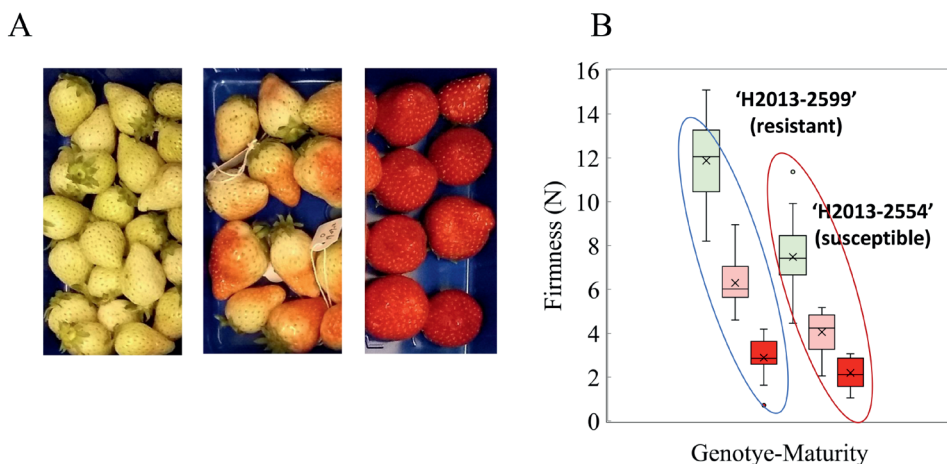 A
B
16
14
12
10
8
6
4
2
0
Firmness (N)
‘H2013-2599’
(resistant)
‘H2013-2554’
(susceptible)
Genotye-Maturity